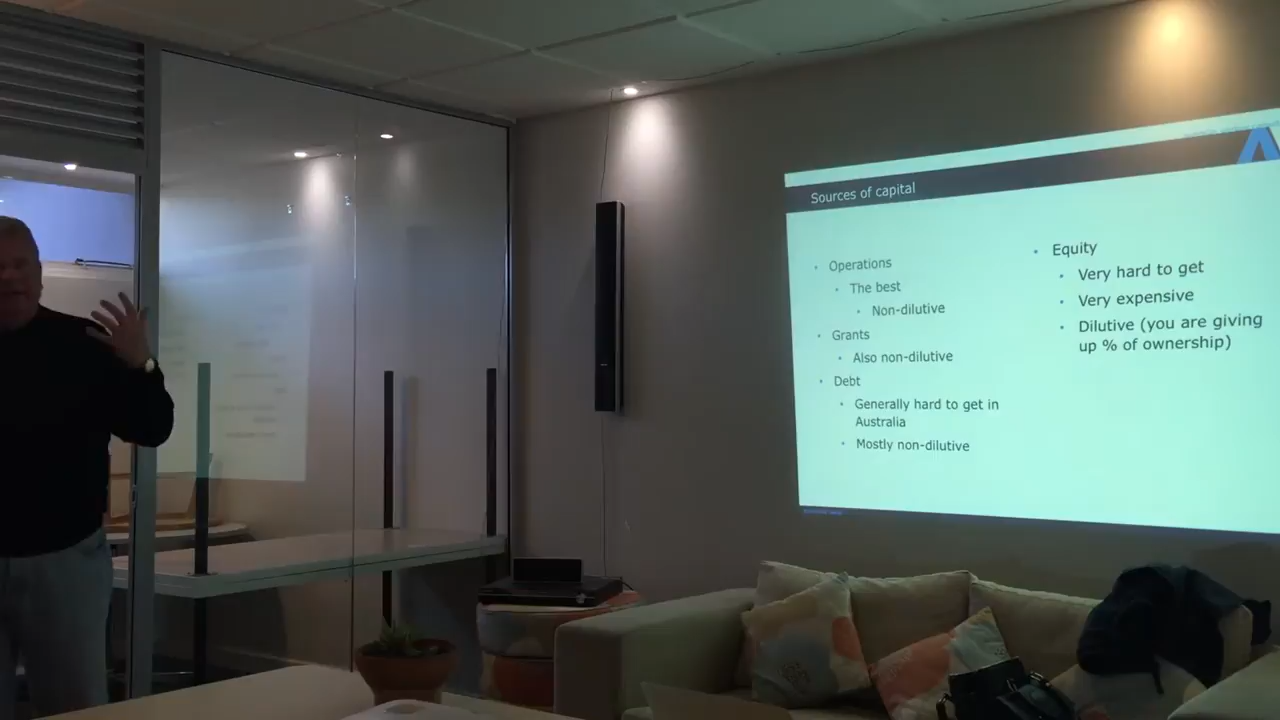 Sources of capital
Operations
The best
Non-dilutive
Grants
Also non-dilutive
Debt
Generally hard to get in
Australia
Mostly non-dilutive
Equity
Very hard to get
Very expensive
Dilutive (you are giving
up % of ownership)